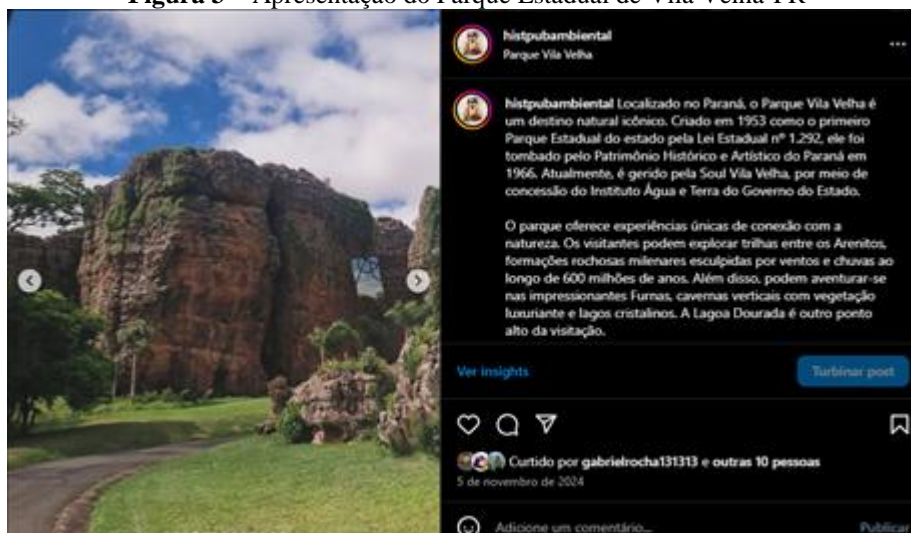 Figura 3 – Apresentação do Parque Estadual de Vila Velha-PR
histpubambiental
Parque Vila Velha
histpubambiental Localizado no Paraná, o Parque Vila Velha é
um destino natural icônico. Criado em 1953 como o primeiro
Parque Estadual do estado pela Lei Estadual nº 1.292, ele foi
tombado pelo Patrimônio Histórico e Artístico do Paraná em
1966. Atualmente, é gerido pela Soul Vila Velha, por meio de
concessão do Instituto Água e Terra do Governo do Estado.
O parque oferece experiências únicas de conexão com a
natureza. Os visitantes podem explorar trilhas entre os Arenitos,
formações rochosas milenares esculpidas por ventos e chuvas ao
longo de 600 milhões de anos. Além disso, podem aventurar-se
nas impressionantes Furnas, cavernas verticais com vegetação
luxuriante e lagos cristalinos. A Lagoa Dourada é outro ponto
alto da visitação.
Ver insights
Turbinar post
Curtido por gabrielrocha131313 e outras 10 pessoas
5 de novembro de 2024
Adicione um comentário...
Publicar